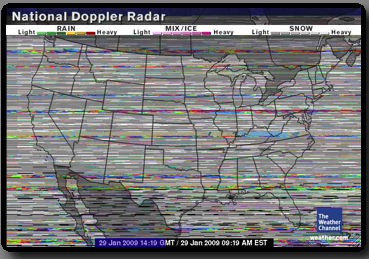 National Doppler Radar
RAIN MIX/ICE SNOW
Light Heavy Light Heavy Light Heavy
The
Weather
Channel
weather.com
29 Jan 2009 14:19 GMT / 29 Jan 2009 09:19 AM EST